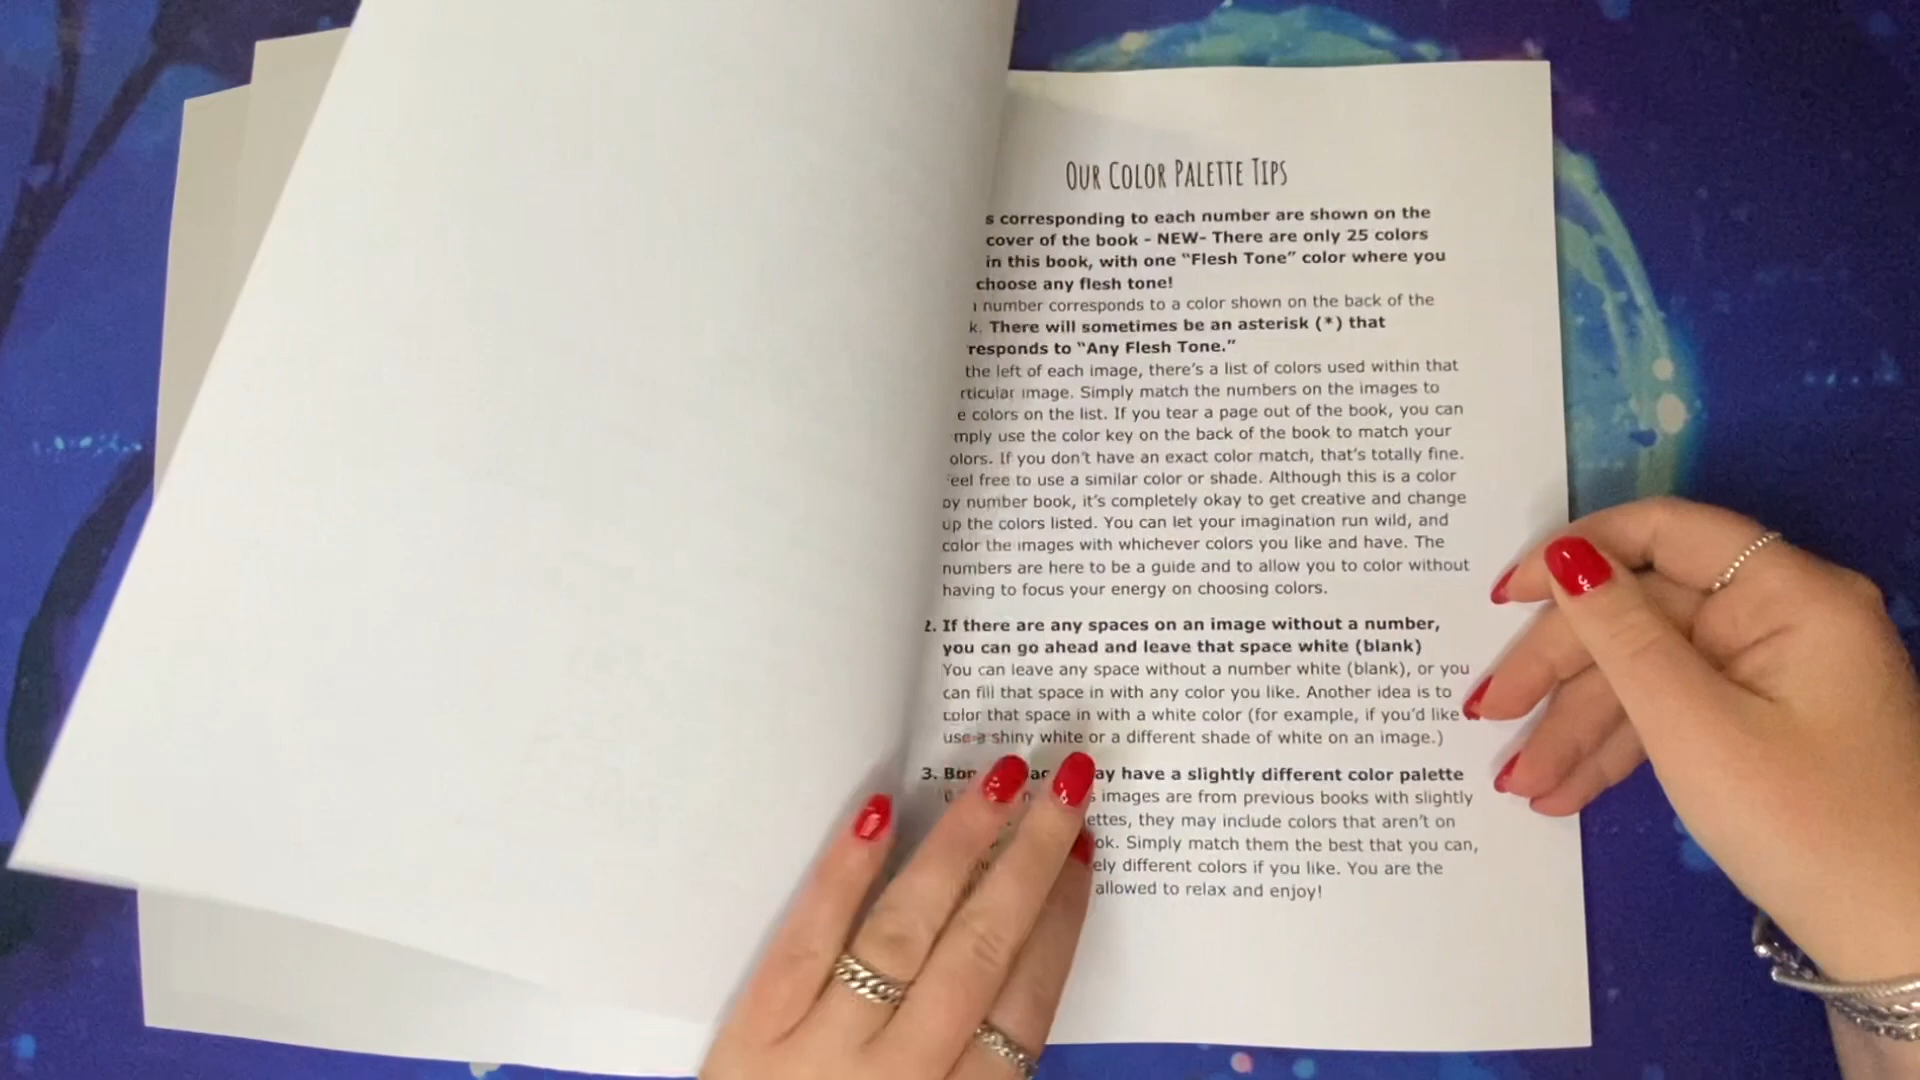 OUR COLOR PALETTE TIPS
corresponding to each number are shown on the
cover of the book - NEW- There are only 25 colors
in this book, with one “Flesh Tone” color where you
choose any flesh tone!
number corresponds to a color shown on the back of the
k. There will sometimes be an asterisk (*) that
responds to “Any Flesh Tone.”
the left of each image, there’s a list of colors used within that
rticular image. Simply match the numbers on the images to
e colors on the list. If you tear a page out of the book, you can
mply use the color key on the back of the book to match your
olors. If you don’t have an exact color match, that’s totally fine.
eel free to use a similar color or shade. Although this is a color
by number book, it’s completely okay to get creative and change
up the colors listed. You can let your imagination run wild, and
color the images with whichever colors you like and have. The
numbers are here to be a guide and to allow you to color without
having to focus your energy on choosing colors.
2. If there are any spaces on an image without a number,
you can go ahead and leave that space white (blank)
You can leave any space without a number white (blank), or you
can fill that space in with any color you like. Another idea is to
color that space in with a white color (for example, if you’d like
use a shiny white or a different shade of white on an image.)
3. Bon ay have a slightly different color palette
images are from previous books with slightly
ettes, they may include colors that aren’t on
ok. Simply match them the best that you can,
ely different colors if you like. You are the
allowed to relax and enjoy!